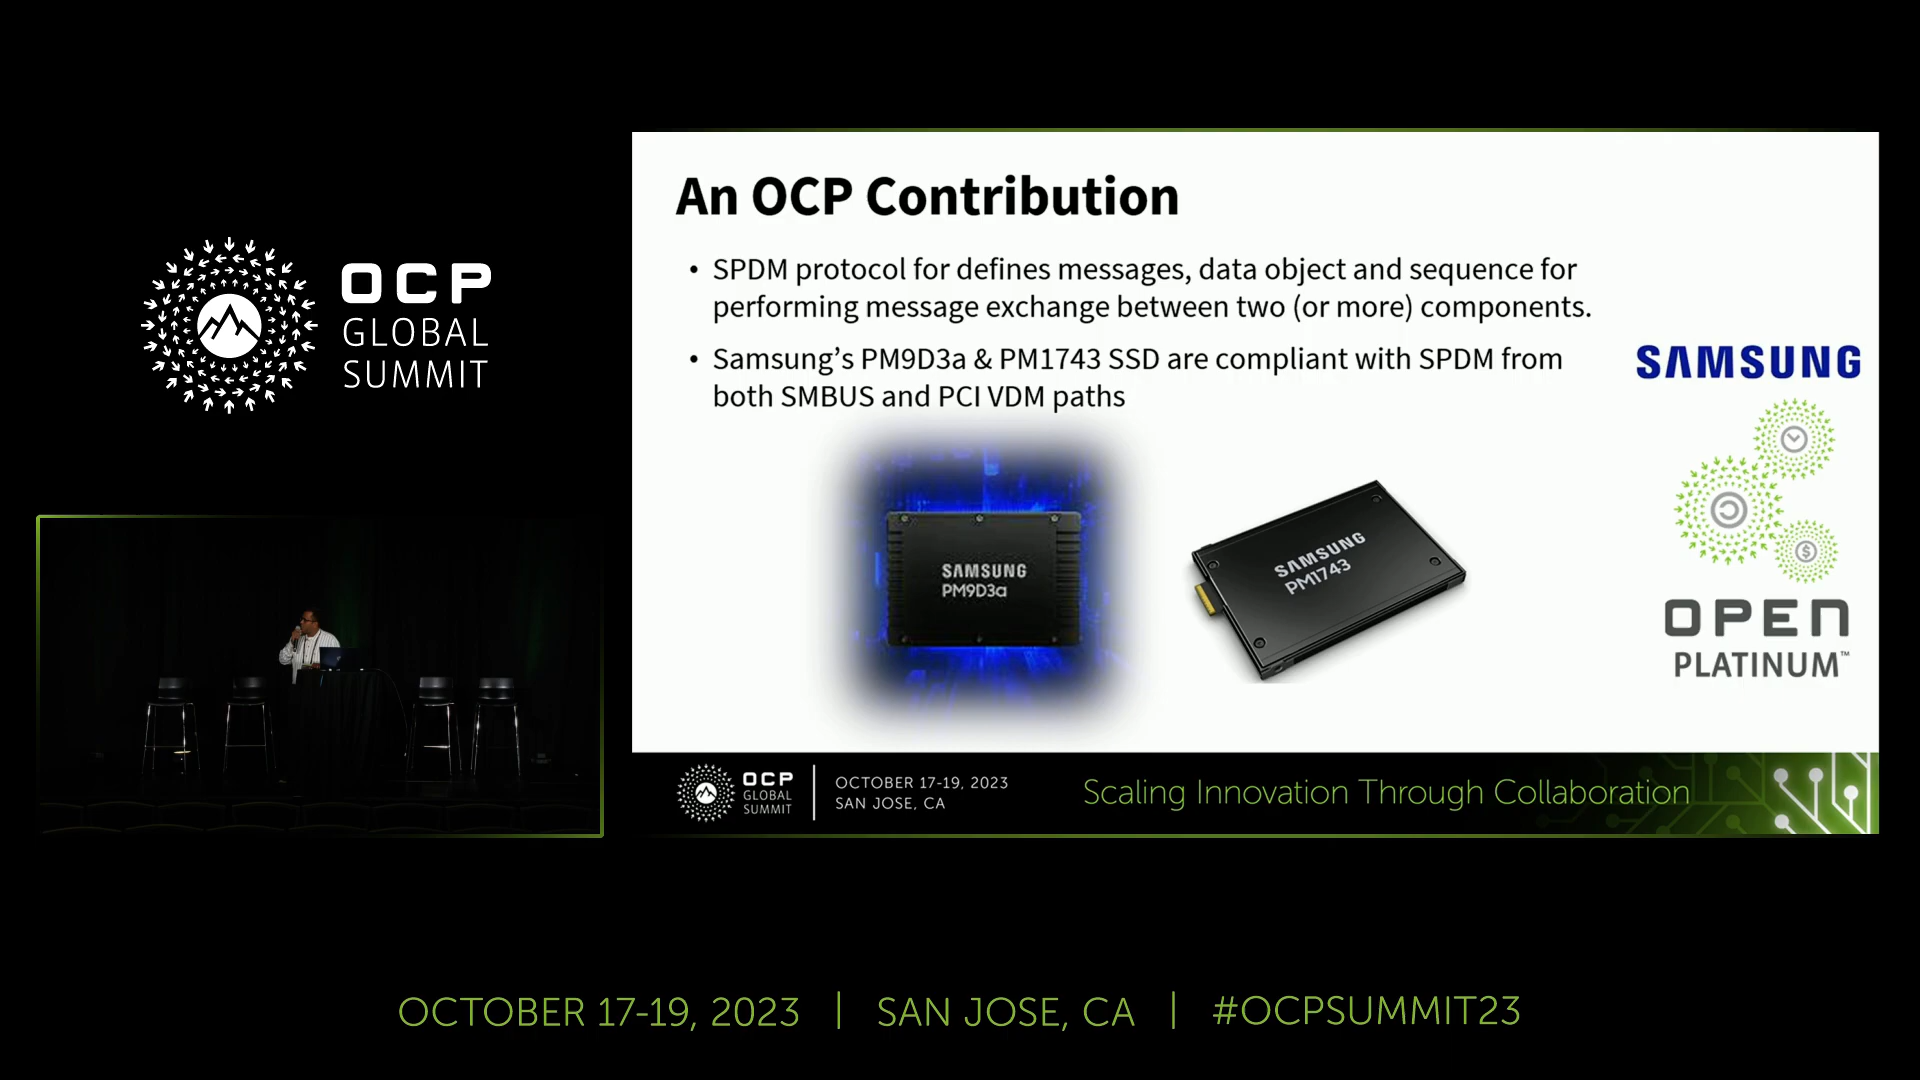 OCP
GLOBAL
SUMMIT
An OCP Contribution
• SPDM protocol for defines messages, data object and sequence for
performing message exchange between two (or more) components.
• Samsung’s PM9D3a & PM1743 SSD are compliant with SPDM from
both SMBUS and PCI VDM paths
SAMSUNG
PM9D3a
SAMSUNG
PM1743
SAMSUNG
$
OPEN
PLATINUM™
OCP
GLOBAL
SUMMIT
OCTOBER 17-19, 2023
SAN JOSE, CA
Scaling Innovation Through Collaboration
OCTOBER 17-19, 2023 | SAN JOSE, CA | #OCPSUMMIT23